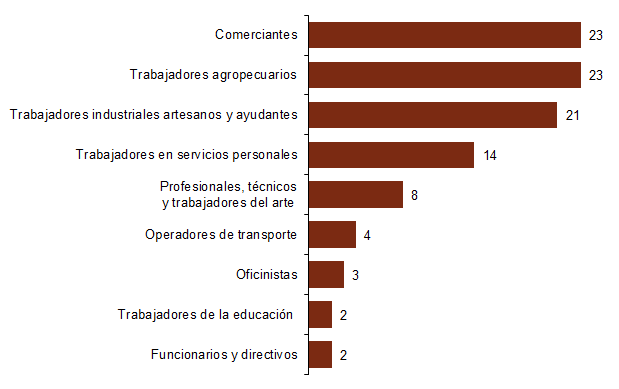 Comerciantes 23
Trabajadores agropecuarios 23
Trabajadores industriales artesanos y ayudantes 21
Trabajadores en servicios personales 14
Profesionales, técnicos
y trabajadores del arte 8
Operadores de transporte 4
Oficinistas 3
Trabajadores de la educación 2
Funcionarios y directivos 2